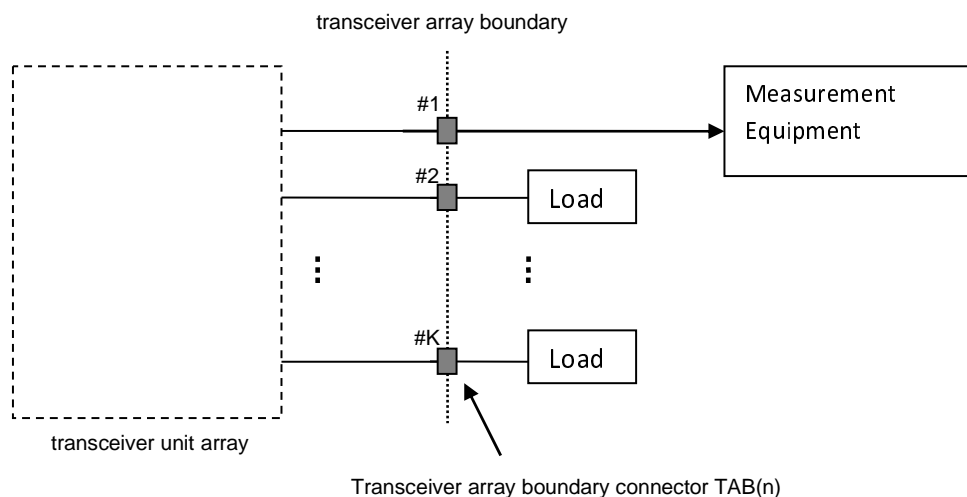 transceiver array boundary
#1
Measurement
Equipment
#2
Load
#K
Load
transceiver unit array
Transceiver array boundary connector TAB(n)